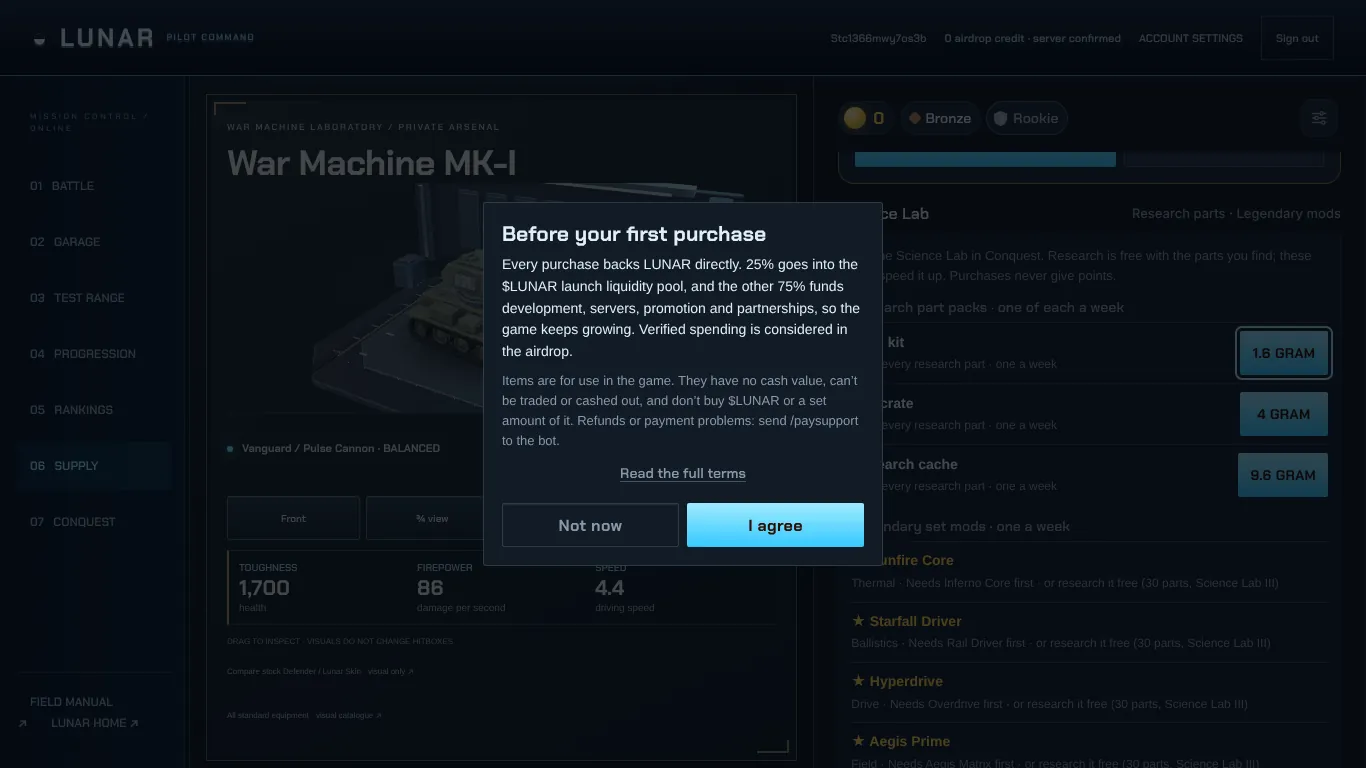 LUNAR PILOT COMMAND
Stc1366mwy7os3b 0 airdrop credit · server confirmed ACCOUNT SETTINGS Sign out
MISSION CONTROL /
ONLINE
01 BATTLE
02 GARAGE
03 TEST RANGE
04 PROGRESSION
05 RANKINGS
06 SUPPLY
07 CONQUEST
FIELD MANUAL
↗ LUNAR HOME ↗
WAR MACHINE LABORATORY / PRIVATE ARSENAL
War Machine MK-I
Vanguard / Pulse Cannon · BALANCED
Front
¾ view
TOUGHNESS FIREPOWER SPEED
1,700 86 4.4
health damage per second driving speed
DRAG TO INSPECT · VISUALS DO NOT CHANGE HITBOXES
Compare stock Defender / Lunar Skin · visual only ↗
All standard equipment · visual catalogue ↗
Before your first purchase
Every purchase backs LUNAR directly. 25% goes into the
$LUNAR launch liquidity pool, and the other 75% funds
development, servers, promotion and partnerships, so the
game keeps growing. Verified spending is considered in
the airdrop.
Items are for use in the game. They have no cash value, can't
be traded or cashed out, and don't buy $LUNAR or a set
amount of it. Refunds or payment problems: send /paysupport
to the bot.
Read the full terms
Not now
I agree
0 Bronze Rookie
ce Lab Research parts · Legendary mods
Science Lab in Conquest. Research is free with the parts you find; these
speed it up. Purchases never give points.
arch part packs · one of each a week
kit
every research part · one a week
1.6 GRAM
crate
every research part · one a week
4 GRAM
earch cache
every research part · one a week
9.6 GRAM
ndary set mods · one a week
unfire Core
Thermal · Needs Inferno Core first · or research it free (30 parts, Science Lab III)
★ Starfall Driver
Ballistics · Needs Rail Driver first · or research it free (30 parts, Science Lab III)
★ Hyperdrive
Drive · Needs Overdrive first · or research it free (30 parts, Science Lab III)
★ Aegis Prime
Field · Needs Aegis Matrix first · or research it free (30 parts, Science Lab III)